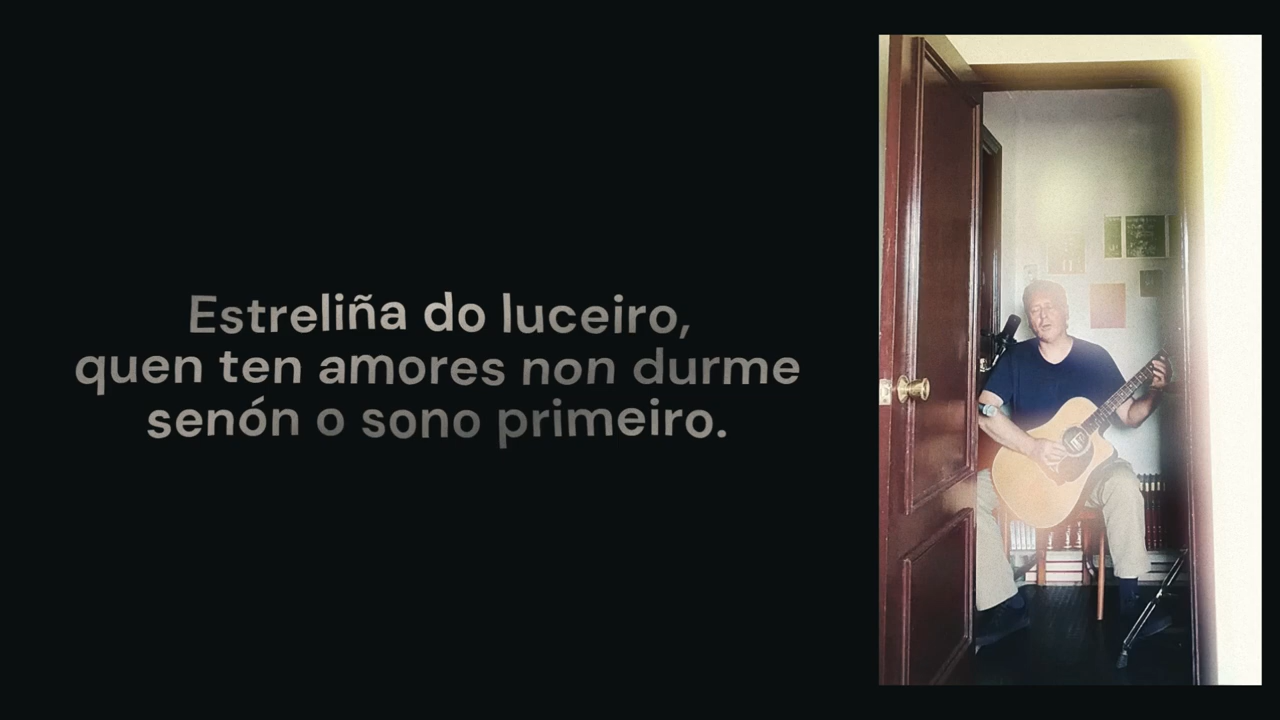 Estreliña do luceiro,
quen ten amores non durme
senón o sono primeiro.